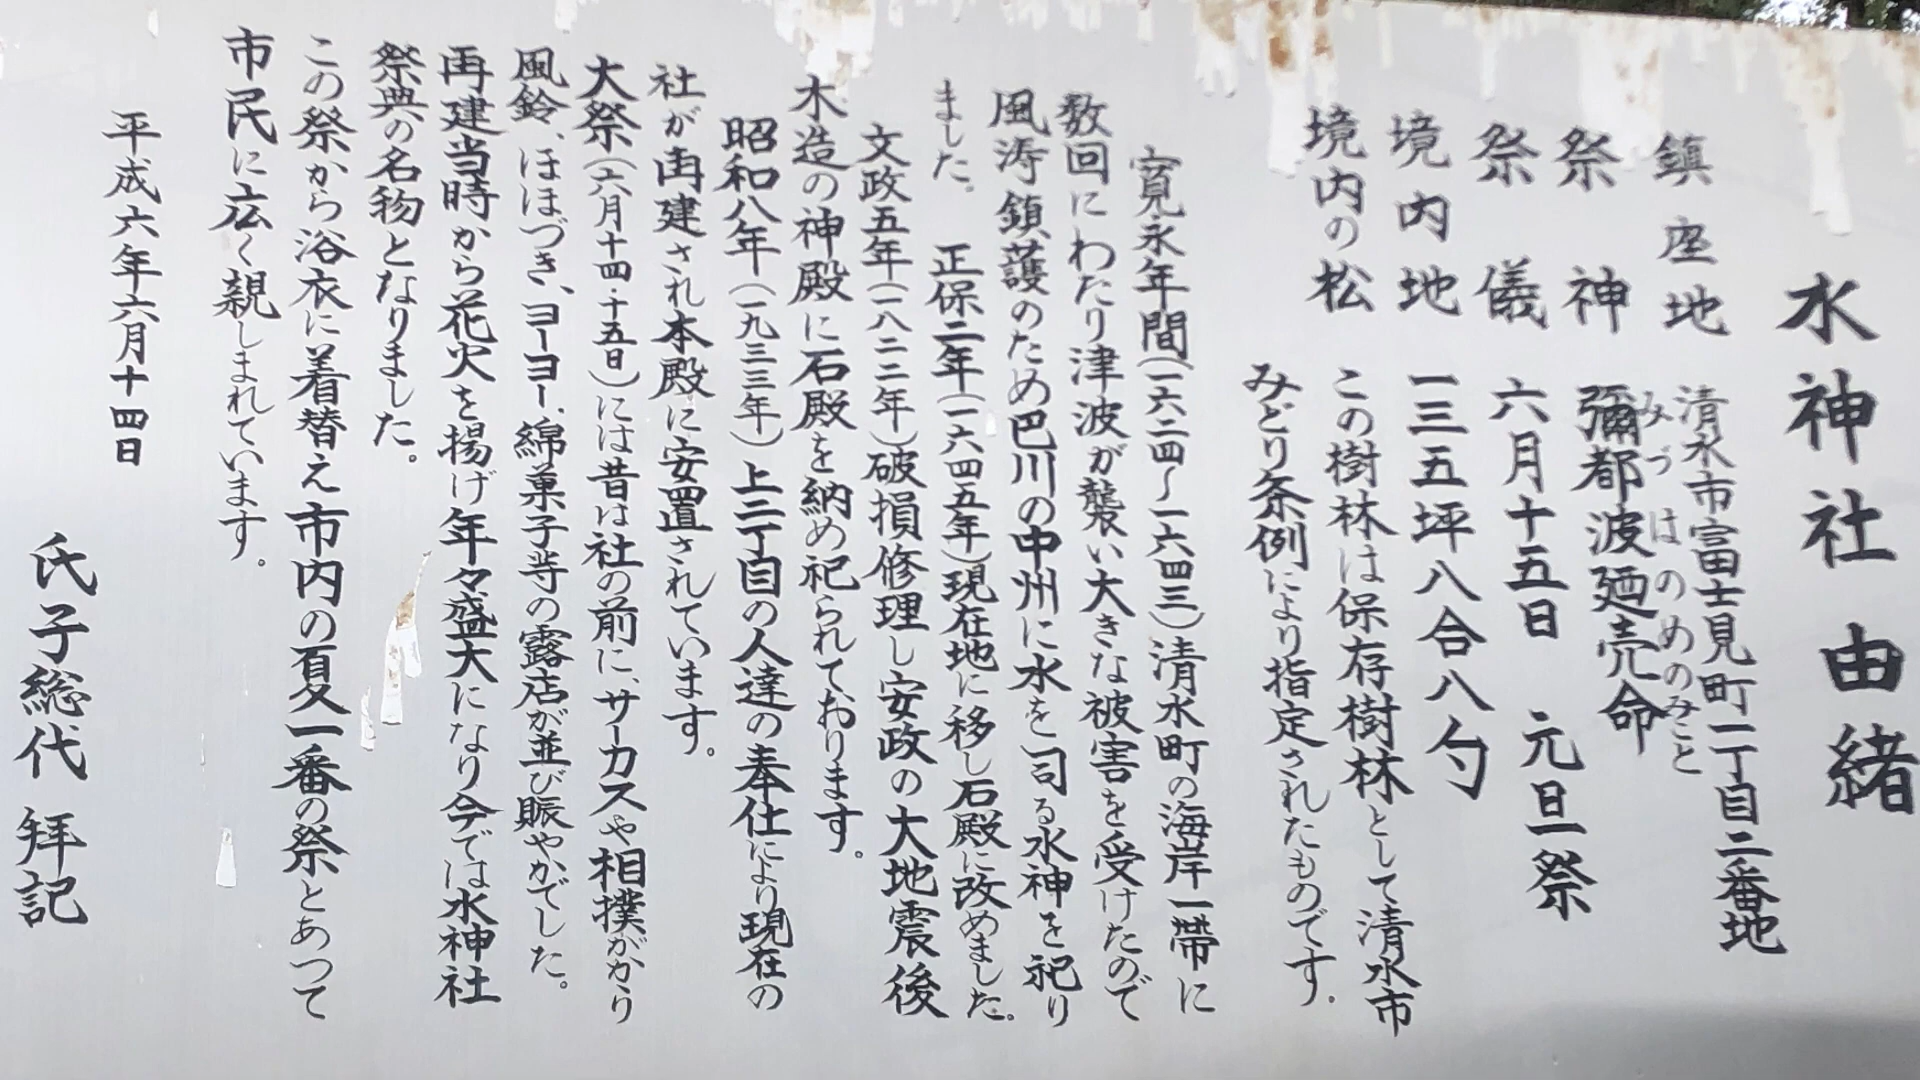 水神社由緒
鎮座地 清水市富士見町一丁目二番地
祭神 彌都波廼売命
みづはのめのみこと
祭儀 六月十五日 元旦祭
境内地 一三五坪八合八勺
境内の松 この樹林は保存樹林として清水市
みどり条例により指定されたものです。
寛永年間(一六二四〜一六四三)清水町の海岸一帯に
数回にわたり津波が襲い大きな被害を受けたので
風涛鎮護のため巴川の中州に水を司る水神を祀り
ました。 正保二年(一六四五年)現在地に移し石殿に改めました。
文政五年(一八二二年)破損修理し安政の大地震後
木造の神殿に石殿を納め祀られております。
昭和八年(一九三三年)上二丁目の人達の奉仕により現在の
社が再建され本殿に安置されています。
大祭(六月十四・十五日)には昔は社の前に、サーカスや相撲がかり
風鈴、ほほづき、ヨーヨー、綿菓子等の露店が並び賑やかでした。
再建当時から花火を揚げ年々盛大になり今では水神社
祭典の名物となりました。
この祭から浴衣に着替え市内の夏一番の祭とあつて
市民に広く親しまれています。
平成六年六月十四日
氏子総代 拝記